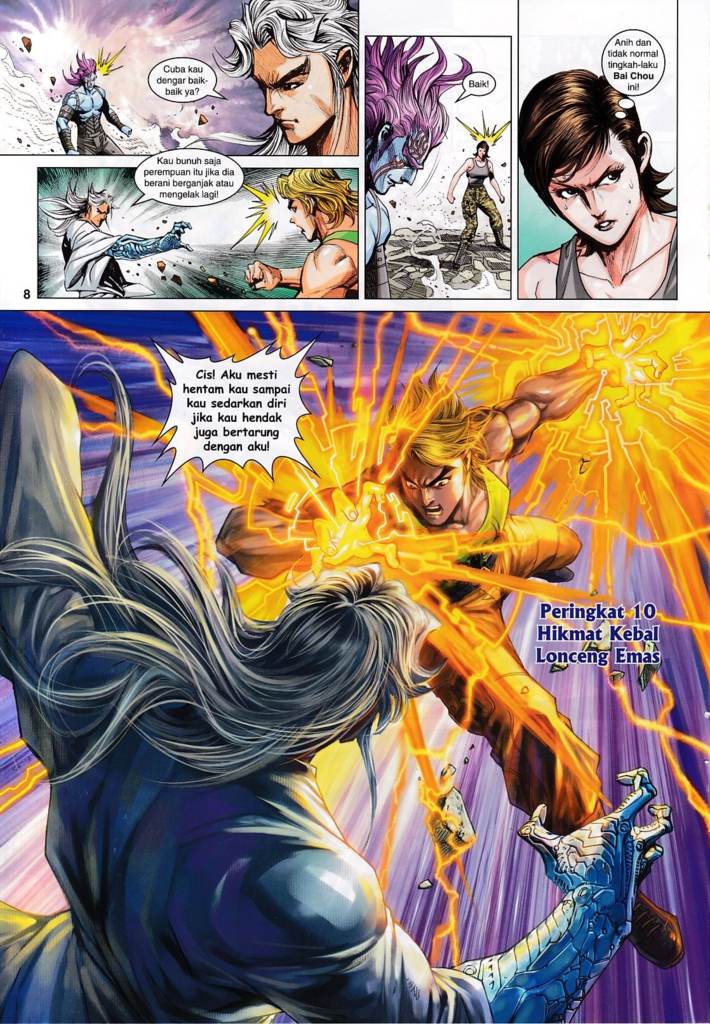 Cuba kau
dengar baik-
baik ya?
Kau bunuh saja
perempuan itu jika dia
berani berganjak atau
mengelak lagi!
Baik!
Anih dan
tidak normal
tingkah-laku
Bai Chou
ini!
8
Cis! Aku mesti
hentam kau sampai
kau sedarkan diri
jika kau hendak
juga bertarung
dengan aku!
Peringkat 10
Hikmat Kebal
Lonceng Emas